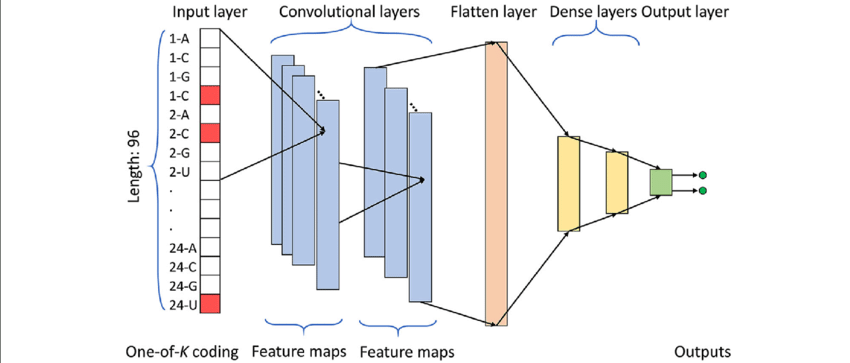 Input layer
Convolutional layers
Flatten layer
Dense layers
Output layer
Length: 96
1-A
1-C
1-G
1-C
2-A
2-C
2-G
2-U
.
.
.
24-A
24-C
24-G
24-U
One-of-K coding
Feature maps
Feature maps
Outputs